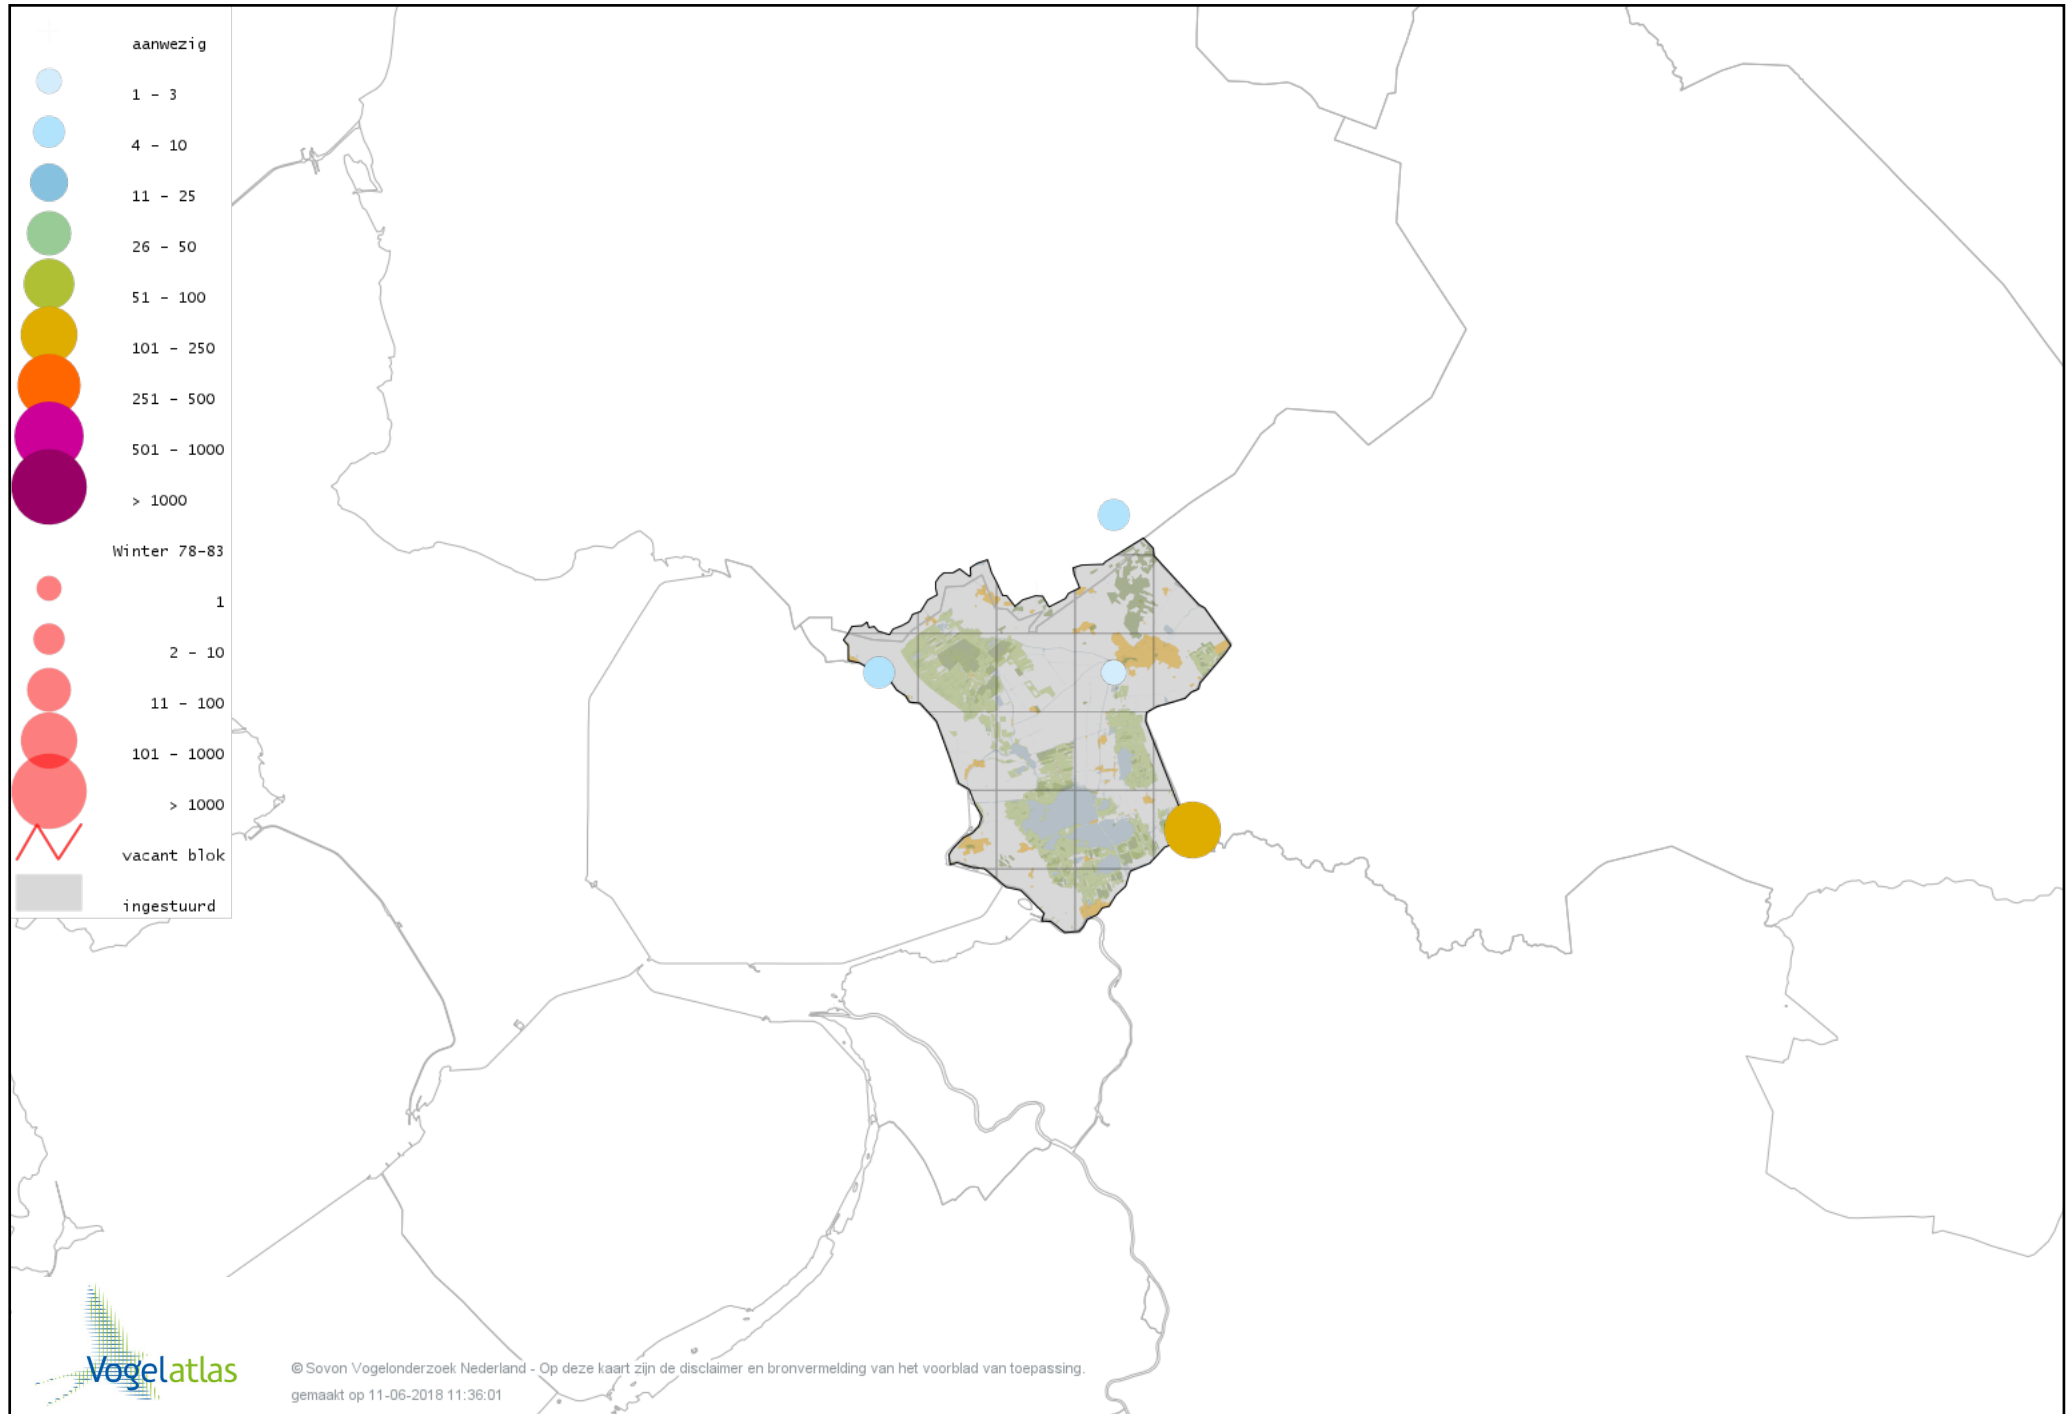 aanwezig
1 - 3
4 - 10
11 - 25
26 - 50
51 - 100
101 - 250
251 - 500
501 - 1000
> 1000
Winter 78-83
1
2 - 10
11 - 100
101 - 1000
> 1000
vacant blok
ingestuurd
Vogelatlas
© Sovon Vogelonderzoek Nederland - Op deze kaart zijn de disclaimer en bronvermelding van het voorblad van toepassing.
gemaakt op 11-06-2018 11:36:01